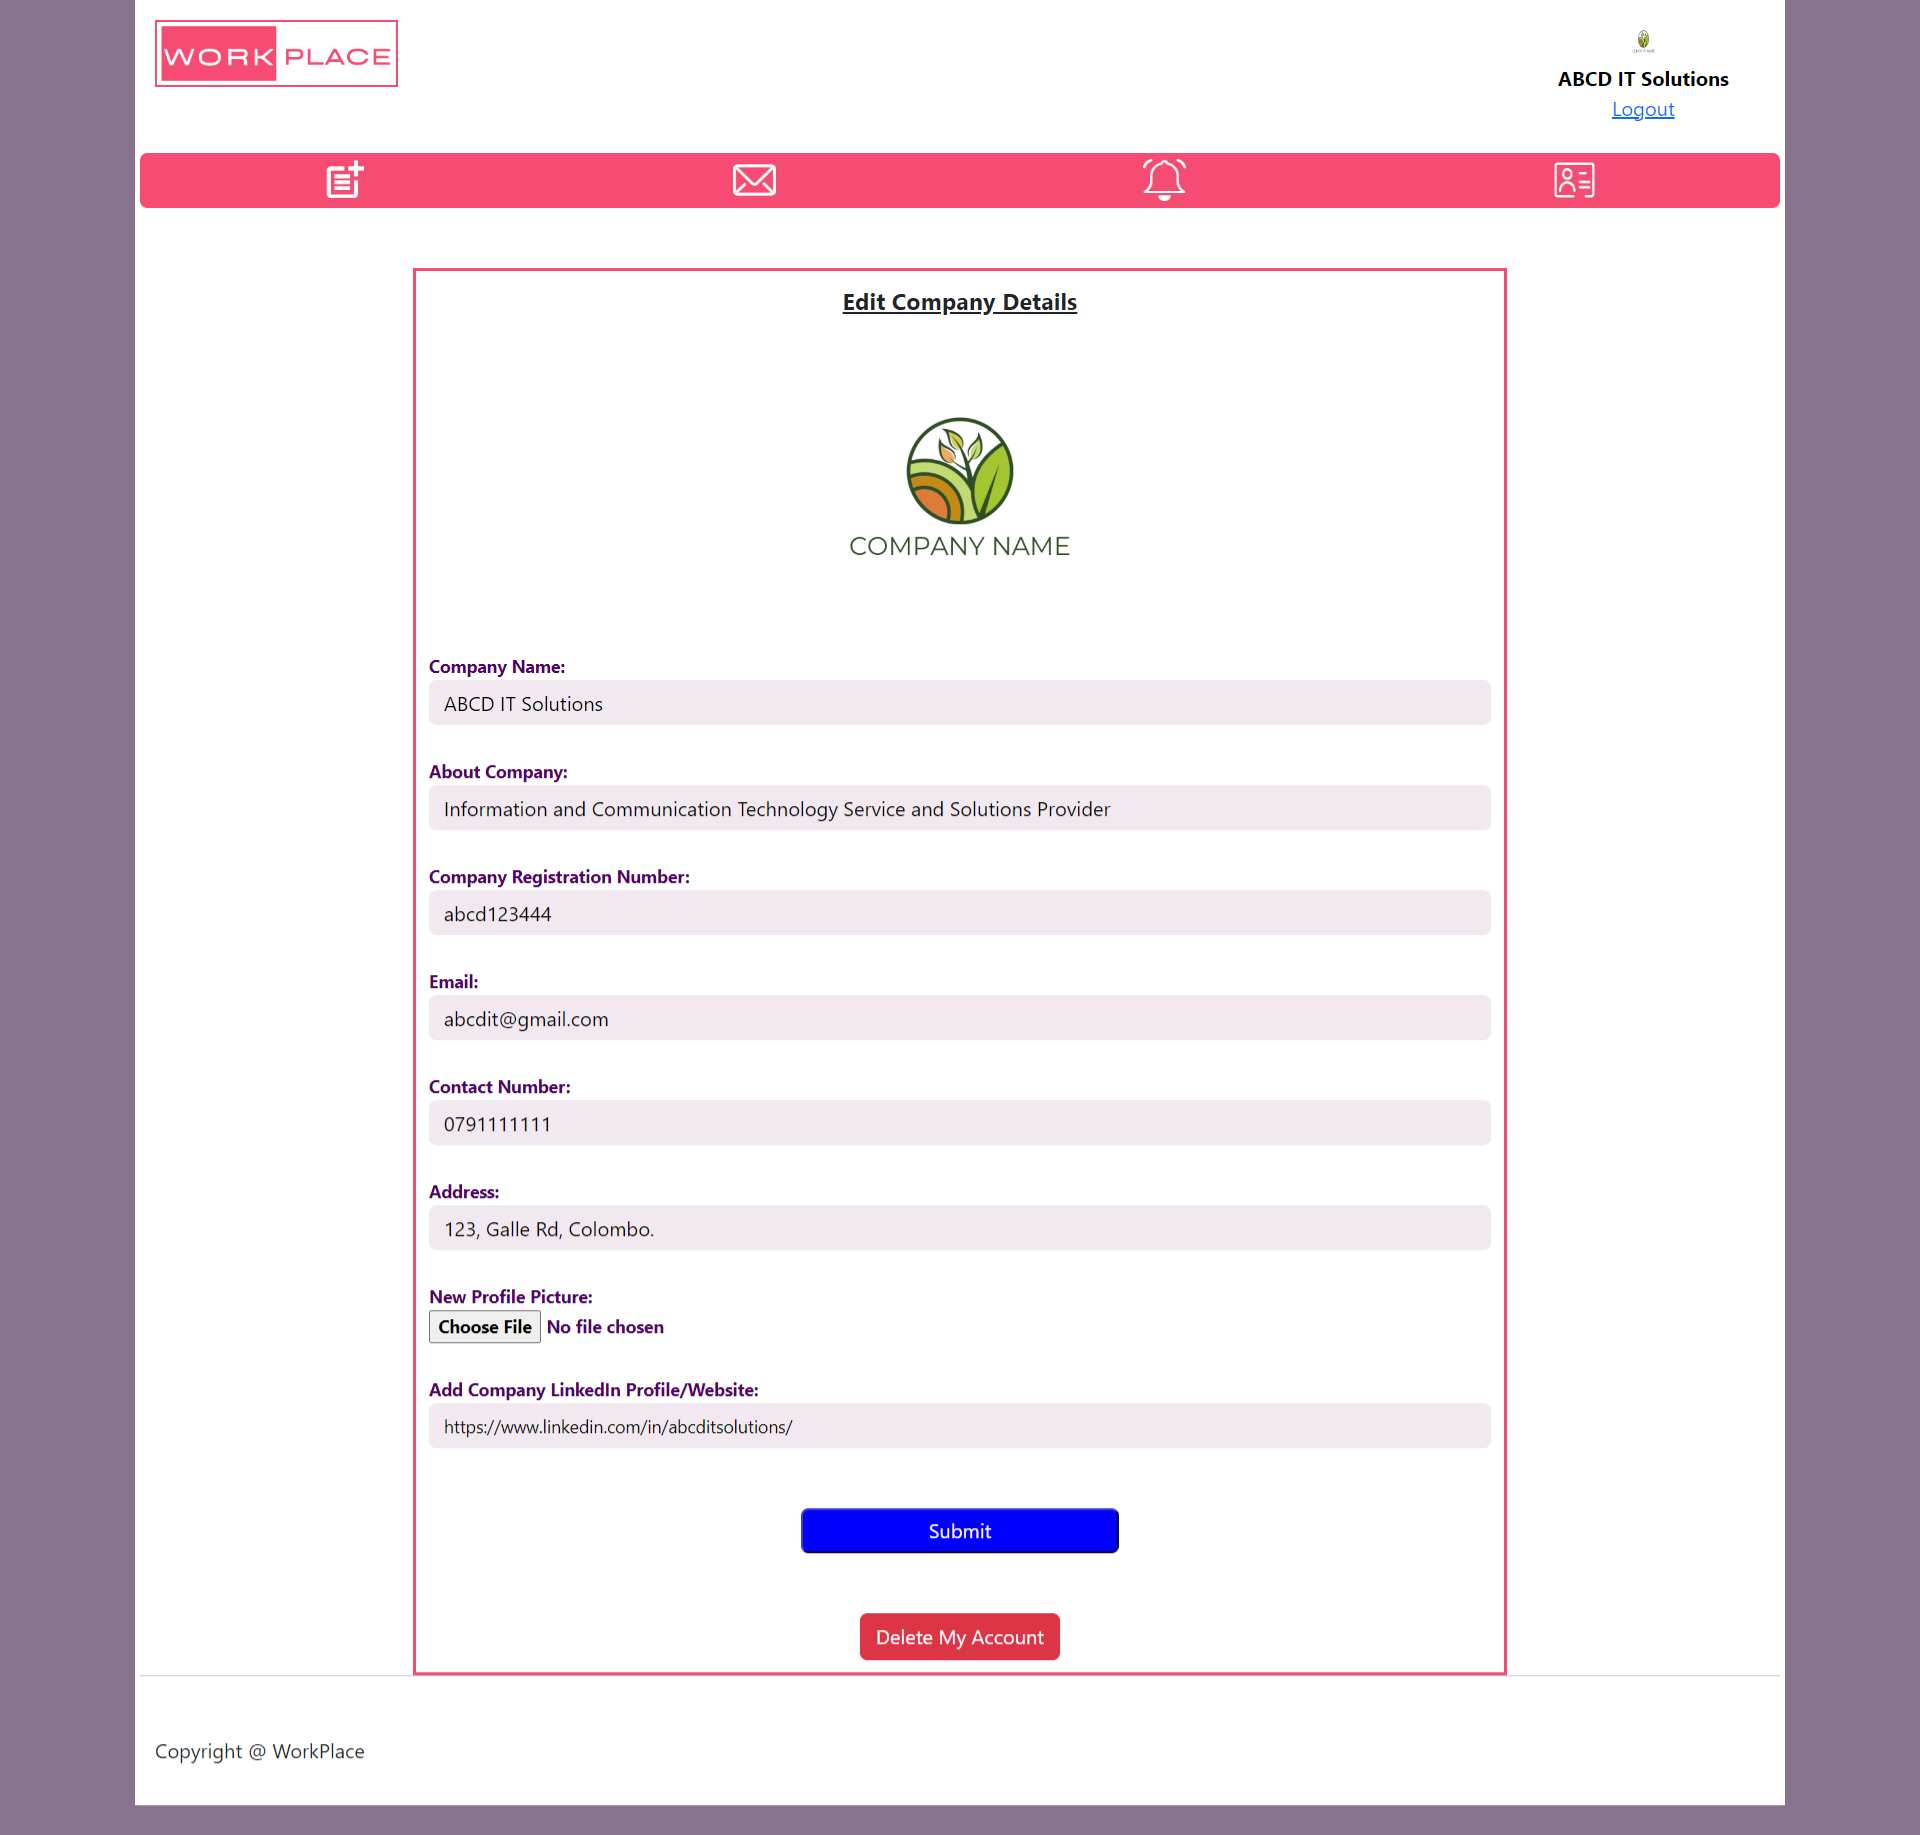 WORK PLACE
ABCD IT Solutions
Logout
Edit Company Details
COMPANY NAME
Company Name:
ABCD IT Solutions
About Company:
Information and Communication Technology Service and Solutions Provider
Company Registration Number:
abcd123444
Email:
abcdit@gmail.com
Contact Number:
0791111111
Address:
123, Galle Rd, Colombo.
New Profile Picture:
Choose File No file chosen
Add Company LinkedIn Profile/Website:
https://www.linkedin.com/in/abcditsolutions/
Submit
Delete My Account
Copyright @ WorkPlace